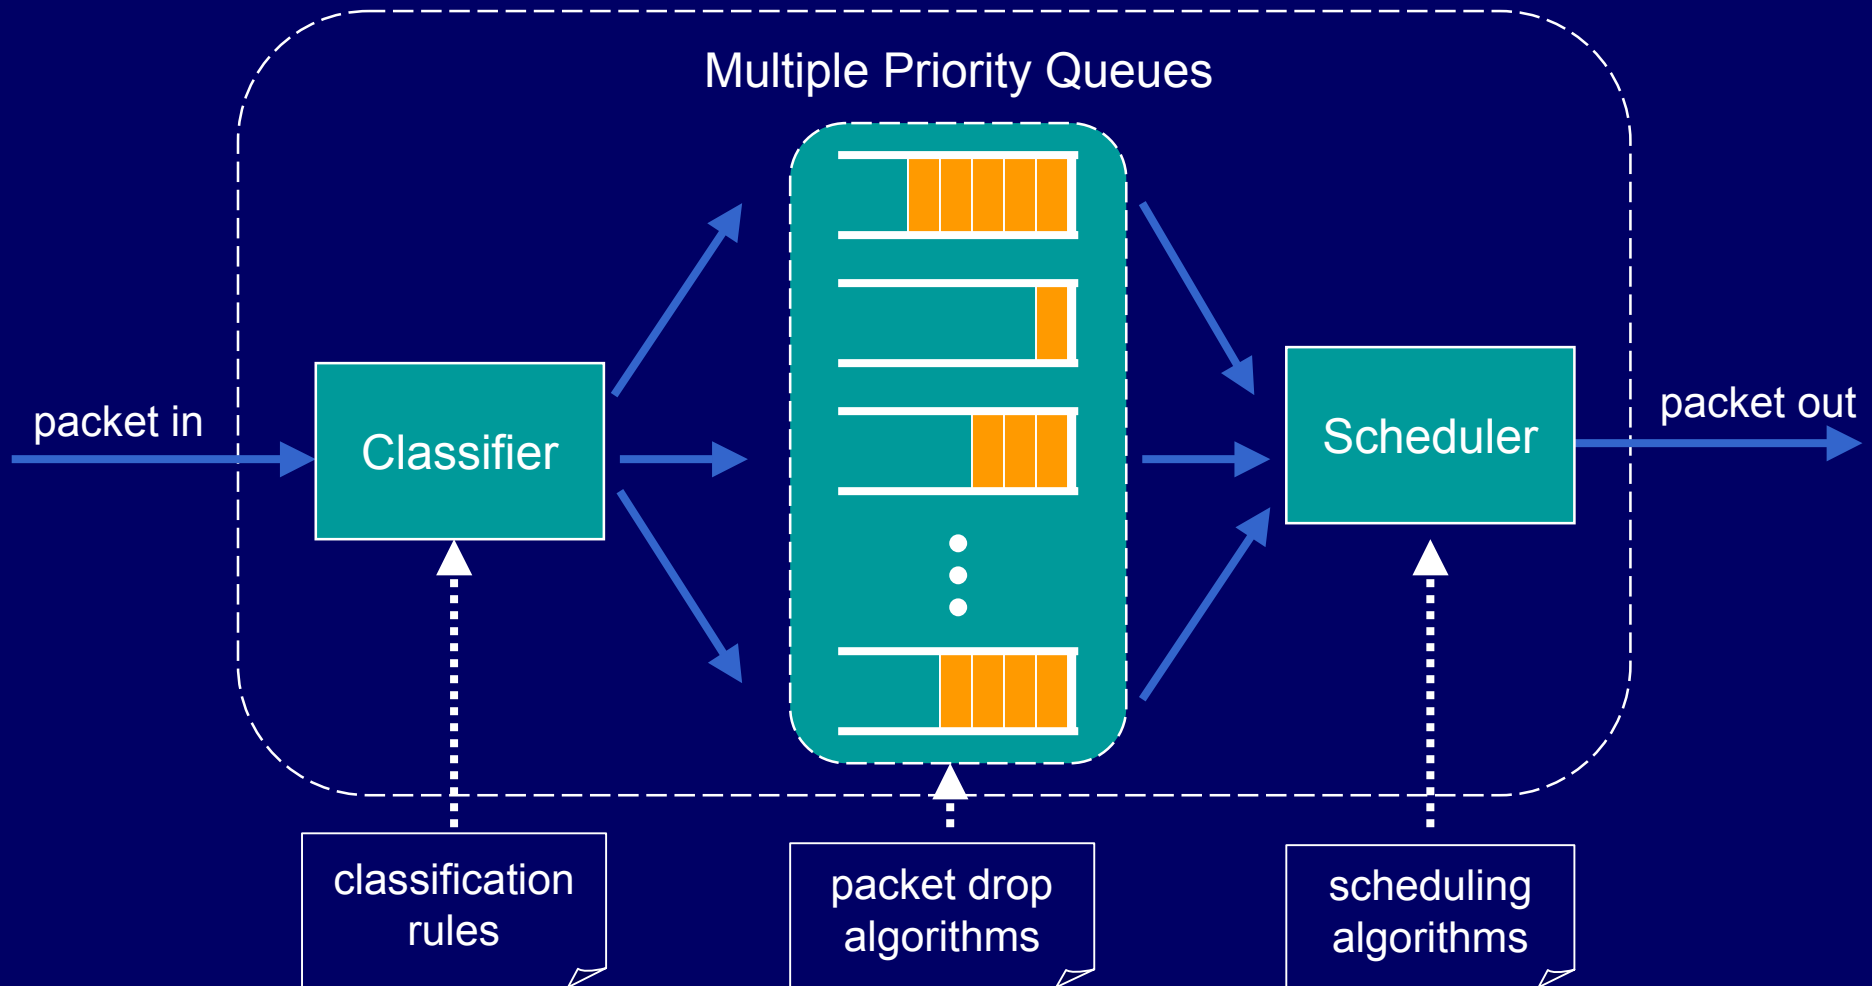 Multiple Priority Queues
packet in
Classifier
Scheduler
packet out
classification
rules
packet drop
algorithms
scheduling
algorithms